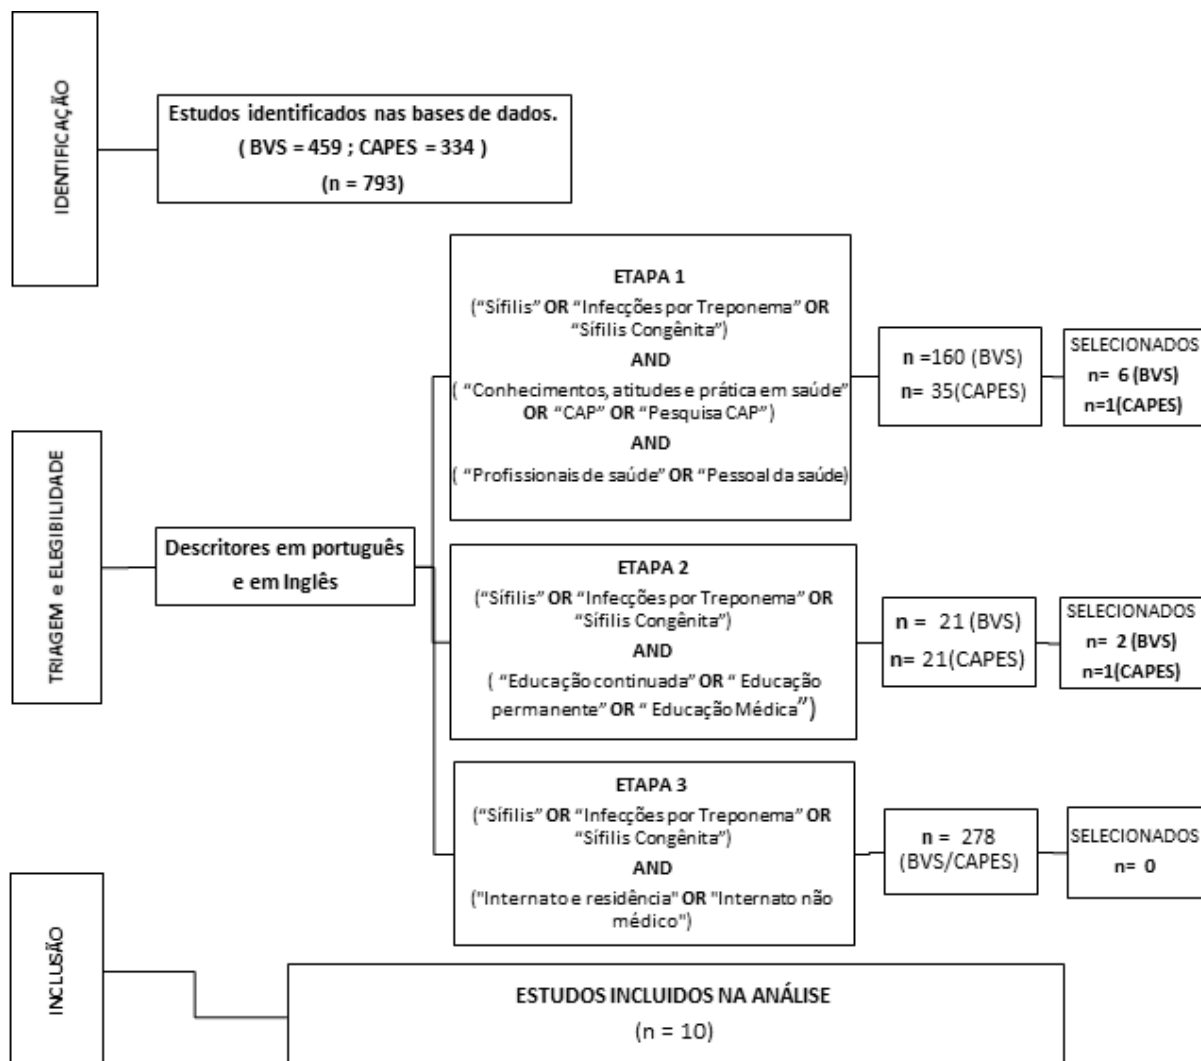 IDENTIFICAÇÃO
Estudos identificados nas bases de dados.
( BVS = 459 ; CAPES = 334 )
(n = 793)
TRIAGEM e ELEGIBILIDADE
Descritores em português
e em Inglês
ETAPA 1
(“Sífilis” OR “Infecções por Treponema” OR
“Sífilis Congênita”)
AND
( “Conhecimentos, atitudes e prática em saúde”
OR “CAP” OR “Pesquisa CAP”)
AND
( “Profissionais de saúde” OR “Pessoal da saúde)
n =160 (BVS)
n= 35(CAPES)
SELECIONADOS
n= 6 (BVS)
n=1(CAPES)
ETAPA 2
(“Sífilis” OR “Infecções por Treponema” OR
“Sífilis Congênita”)
AND
( “Educação continuada” OR “ Educação
permanente” OR “ Educação Médica”)
n = 21 (BVS)
n= 21(CAPES)
SELECIONADOS
n= 2 (BVS)
n=1(CAPES)
ETAPA 3
(“Sífilis” OR “Infecções por Treponema” OR
“Sífilis Congênita”)
AND
("Internato e residência" OR "Internato não
médico")
n = 278
(BVS/CAPES)
SELECIONADOS
n= 0
INCLUSÃO
ESTUDOS INCLUIDOS NA ANÁLISE
(n = 10)